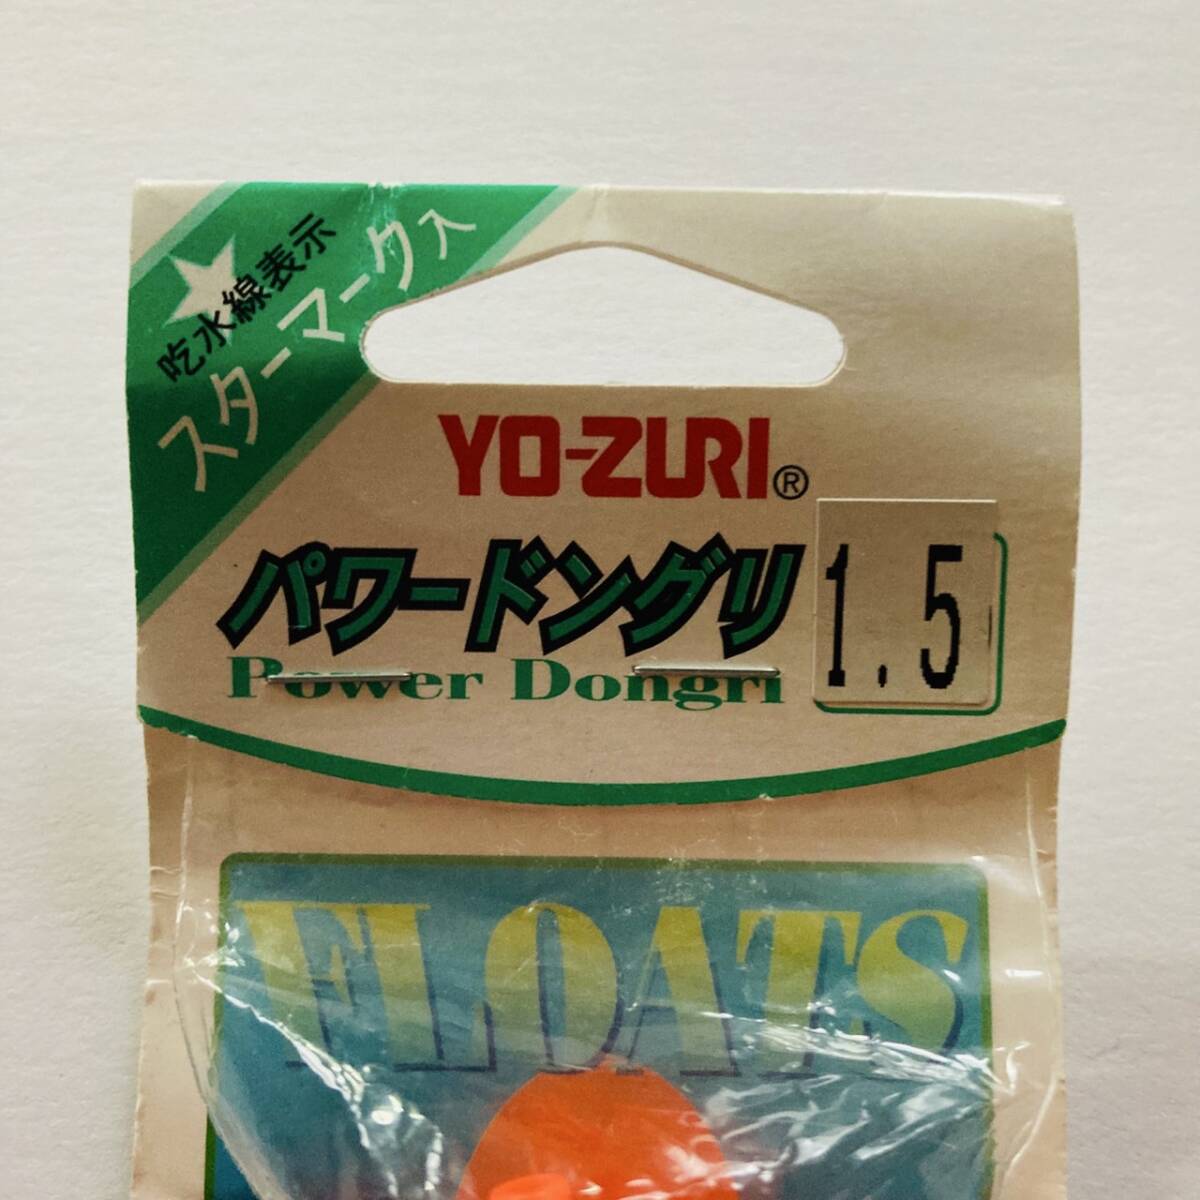 吃水線表示
スターマーク入
YO-ZURI®
パワードングリ
1.5
Power Dongri
FLOATS